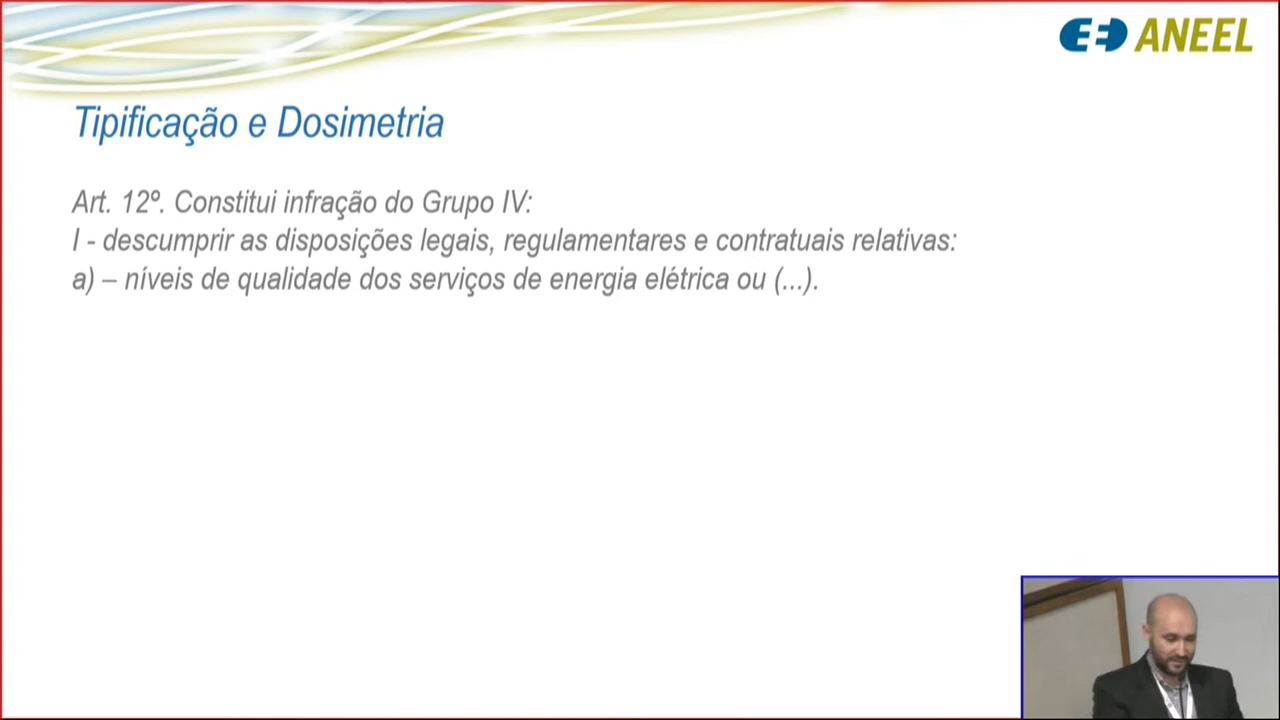 ANEEL
Tipificação e Dosimetria
Art. 12º. Constitui infração do Grupo IV:
I - descumprir as disposições legais, regulamentares e contratuais relativas:
a) – níveis de qualidade dos serviços de energia elétrica ou (...).